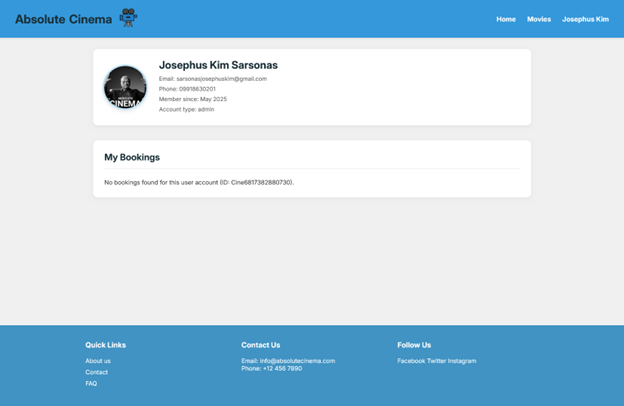 Absolute Cinema
Home Movies Josephus Kim
Josephus Kim Sarsonas
Email: sarsonasjosephuskim@gmail.com
Phone: 09918630201
Member since: May 2025
Account type: admin
CINEMA
My Bookings
No bookings found for this user account (ID: Cine6817382880730).
Quick Links
About us
Contact
FAQ
Contact Us
Email: info@absolutecinema.com
Phone: +12 456 7890
Follow Us
Facebook Twitter Instagram